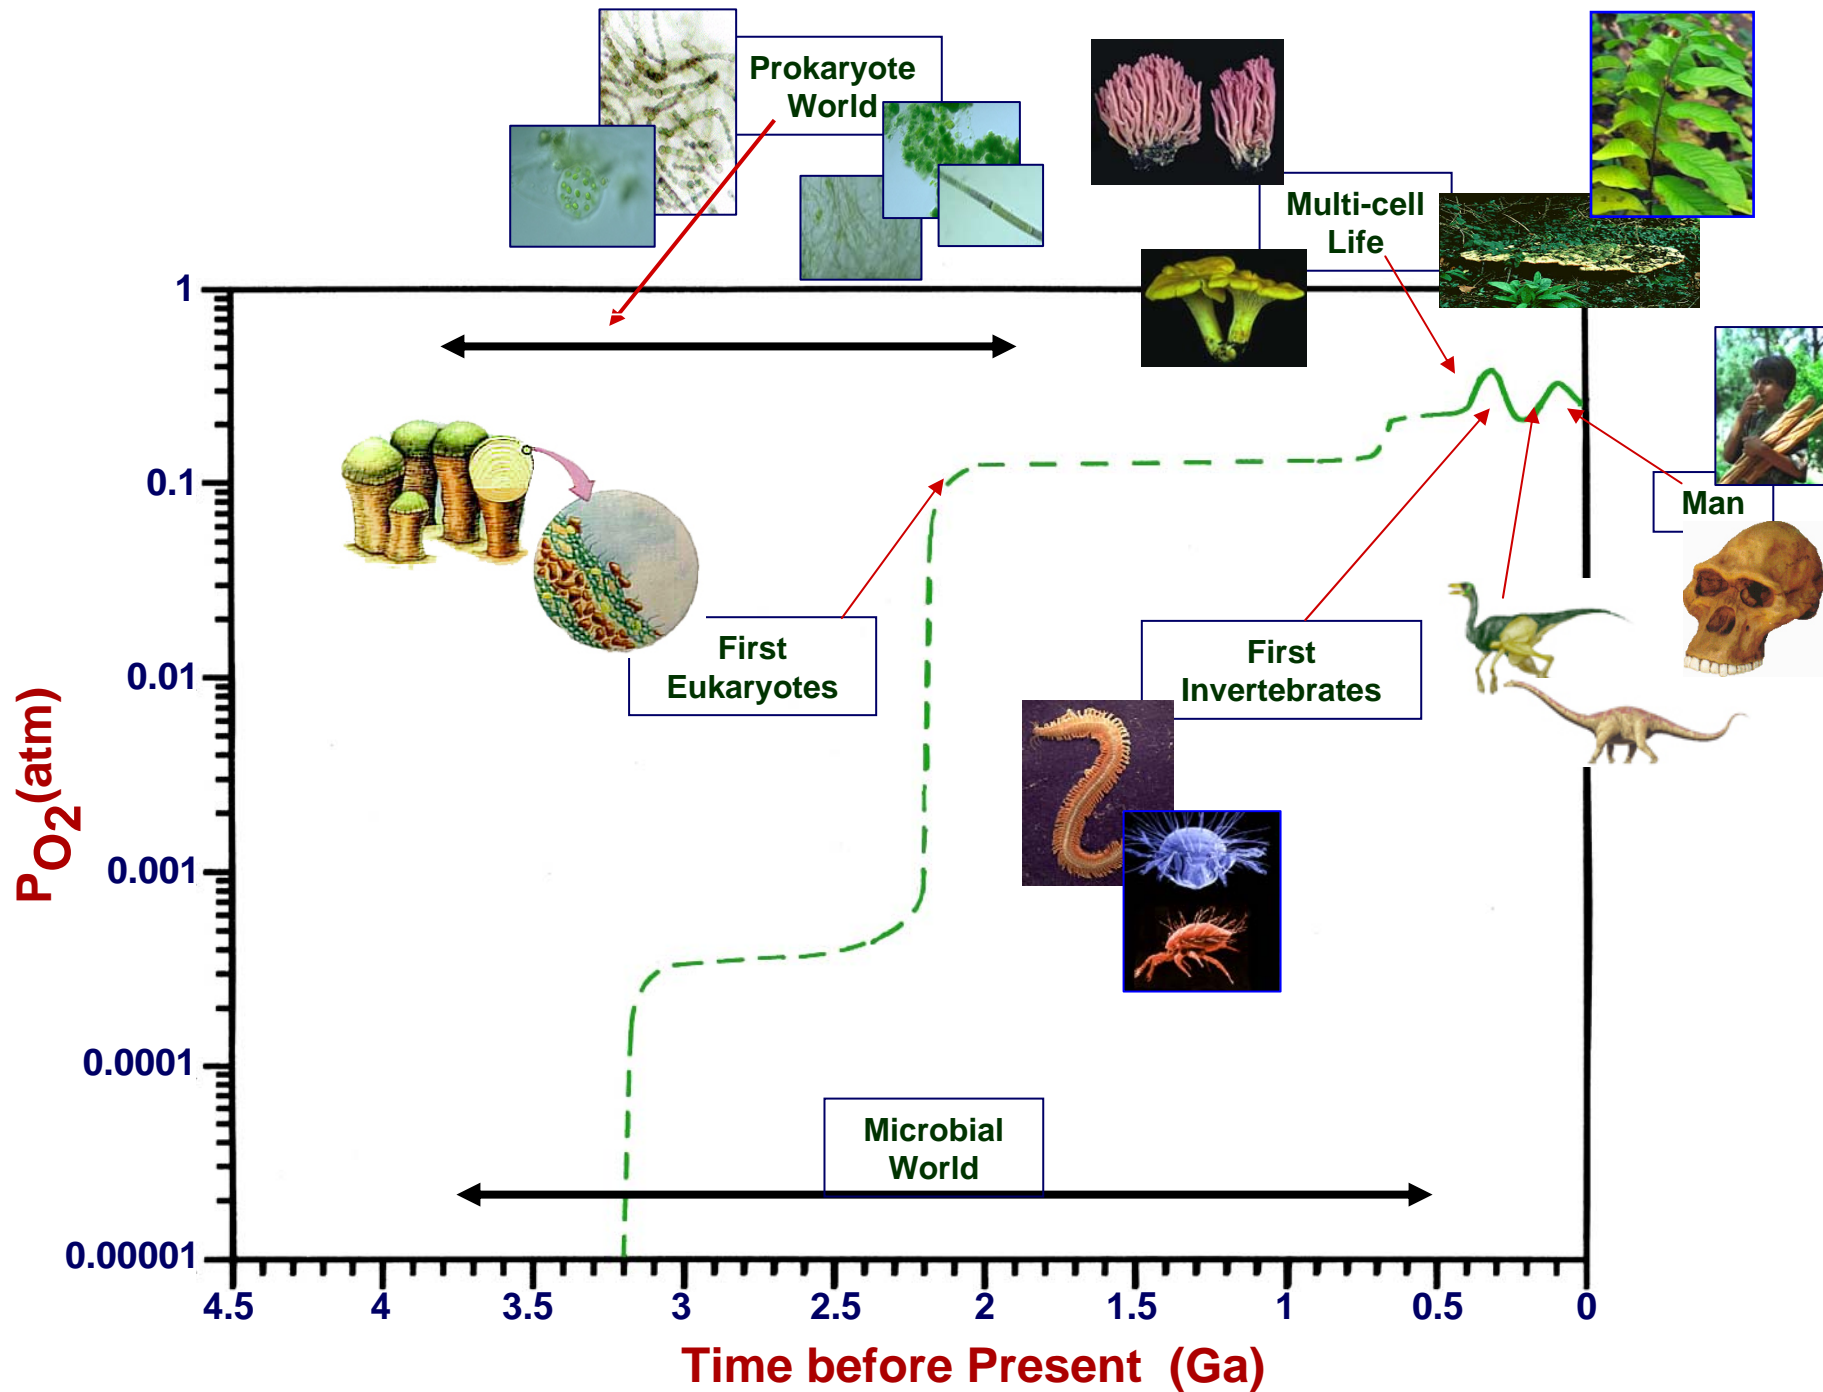 Prokaryote
World
Multi-cell
Life
1
0.1
Man
First
Eukaryotes
First
Invertebrates
0.01
0.001
0.0001
0.00001
PO2(atm)
Microbial
World
4.5 4 3.5 3 2.5 2 1.5 1 0.5 0
Time before Present (Ga)